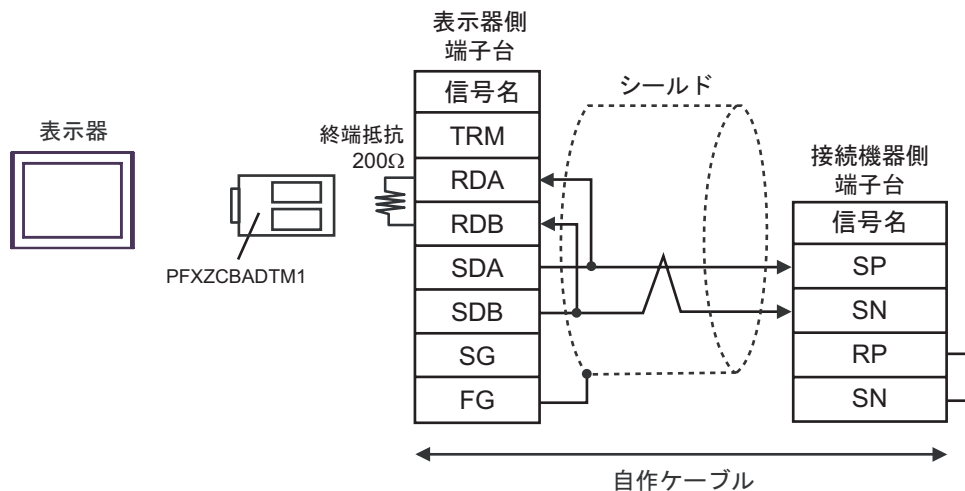 表示器
PFXZCBADTM1
終端抵抗
200Ω
表示器側
端子台
信号名
TRM
RDA
RDB
SDA
SDB
SG
FG
シールド
接続機器側
端子台
信号名
SP
SN
RP
SN
自作ケーブル